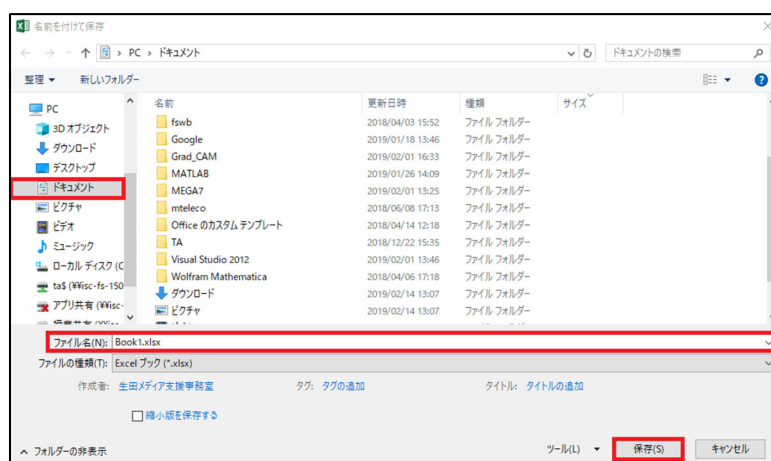 名前を付けて保存
PC › ドキュメント
ドキュメントの検索
整理 ▼ 新しいフォルダー
PC
3D オブジェクト
ダウンロード
デスクトップ
ドキュメント
ピクチャ
ビデオ
ミュージック
ローカル ディスク (C
ta$ (¥¥isc-fs-150
アプリ共有 (¥¥isc-
名前 更新日時 種類 サイズ
fswb 2018/04/03 15:52 ファイル フォルダー
Google 2019/01/18 13:46 ファイル フォルダー
Grad_CAM 2019/02/01 16:33 ファイル フォルダー
MATLAB 2019/01/26 14:09 ファイル フォルダー
MEGA7 2019/02/01 13:25 ファイル フォルダー
mteleco 2018/06/08 17:13 ファイル フォルダー
Office のカスタム テンプレート 2018/04/14 12:18 ファイル フォルダー
TA 2018/12/22 15:35 ファイル フォルダー
Visual Studio 2012 2019/02/01 13:46 ファイル フォルダー
Wolfram Mathematica 2018/04/06 17:18 ファイル フォルダー
ダウンロード 2019/02/14 13:07 ファイル フォルダー
ピクチャ 2019/02/14 13:07 ファイル フォルダー
ファイル名(N): Book1.xlsx
ファイルの種類(T): Excel ブック (*.xlsx)
作成者: 生田メディア支援事務室 タグ: タグの追加 タイトル: タイトルの追加
縮小版を保存する
フォルダーの非表示 ツール(L) ▼ 保存(S) キャンセル